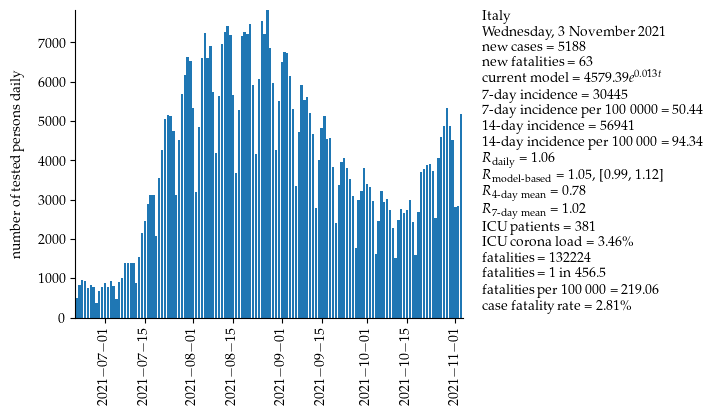 number of tested persons daily
7000
6000
5000
4000
3000
2000
1000
0
2021−07−01
2021−07−15
2021−08−01
2021−08−15
2021−09−01
2021−09−15
2021−10−01
2021−10−15
2021−11−01
Italy
Wednesday, 3 November 2021
new cases = 5188
new fatalities = 63
current model = 4579.39e^0.013t
7-day incidence = 30445
7-day incidence per 100 0000 = 50.44
14-day incidence = 56941
14-day incidence per 100 000 = 94.34
R_daily = 1.06
R_model-based = 1.05, [0.99, 1.12]
R_4-day mean = 0.78
R_7-day mean = 1.02
ICU patients = 381
ICU corona load = 3.46%
fatalities = 132224
fatalities = 1 in 456.5
fatalities per 100 000 = 219.06
case fatality rate = 2.81%